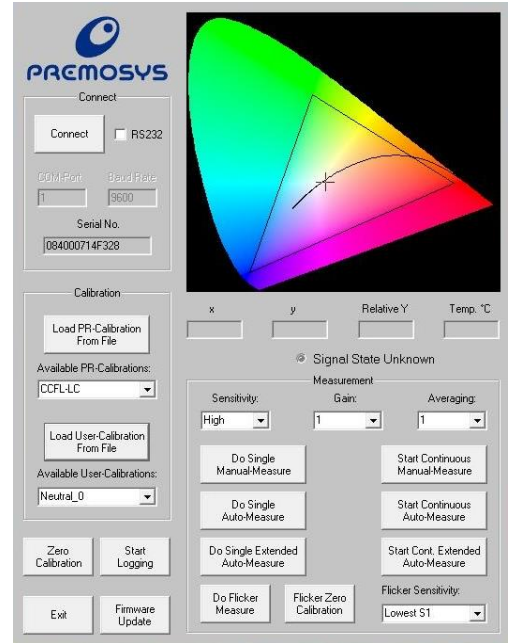 PREMOSYS
Connect
Connect
RS232
COM-Port
Baud Rate
1
9600
Serial No.
084000714F328
Calibration
Load PR-Calibration
From File
Available PR-Calibrations:
CCFL-LC
Load User-Calibration
From File
Available User-Calibrations:
Neutral_0
Zero
Calibration
Start
Logging
Exit
Firmware
Update
x
y
Relative Y
Temp. °C
Signal State Unknown
Measurement
Sensitivity:
Gain:
Averaging:
High
1
1
Do Single
Manual-Measure
Start Continuous
Manual-Measure
Do Single
Auto-Measure
Start Continuous
Auto-Measure
Do Single Extended
Auto-Measure
Start Cont. Extended
Auto-Measure
Do Flicker
Measure
Flicker Zero
Calibration
Flicker Sensitivity:
Lowest S1